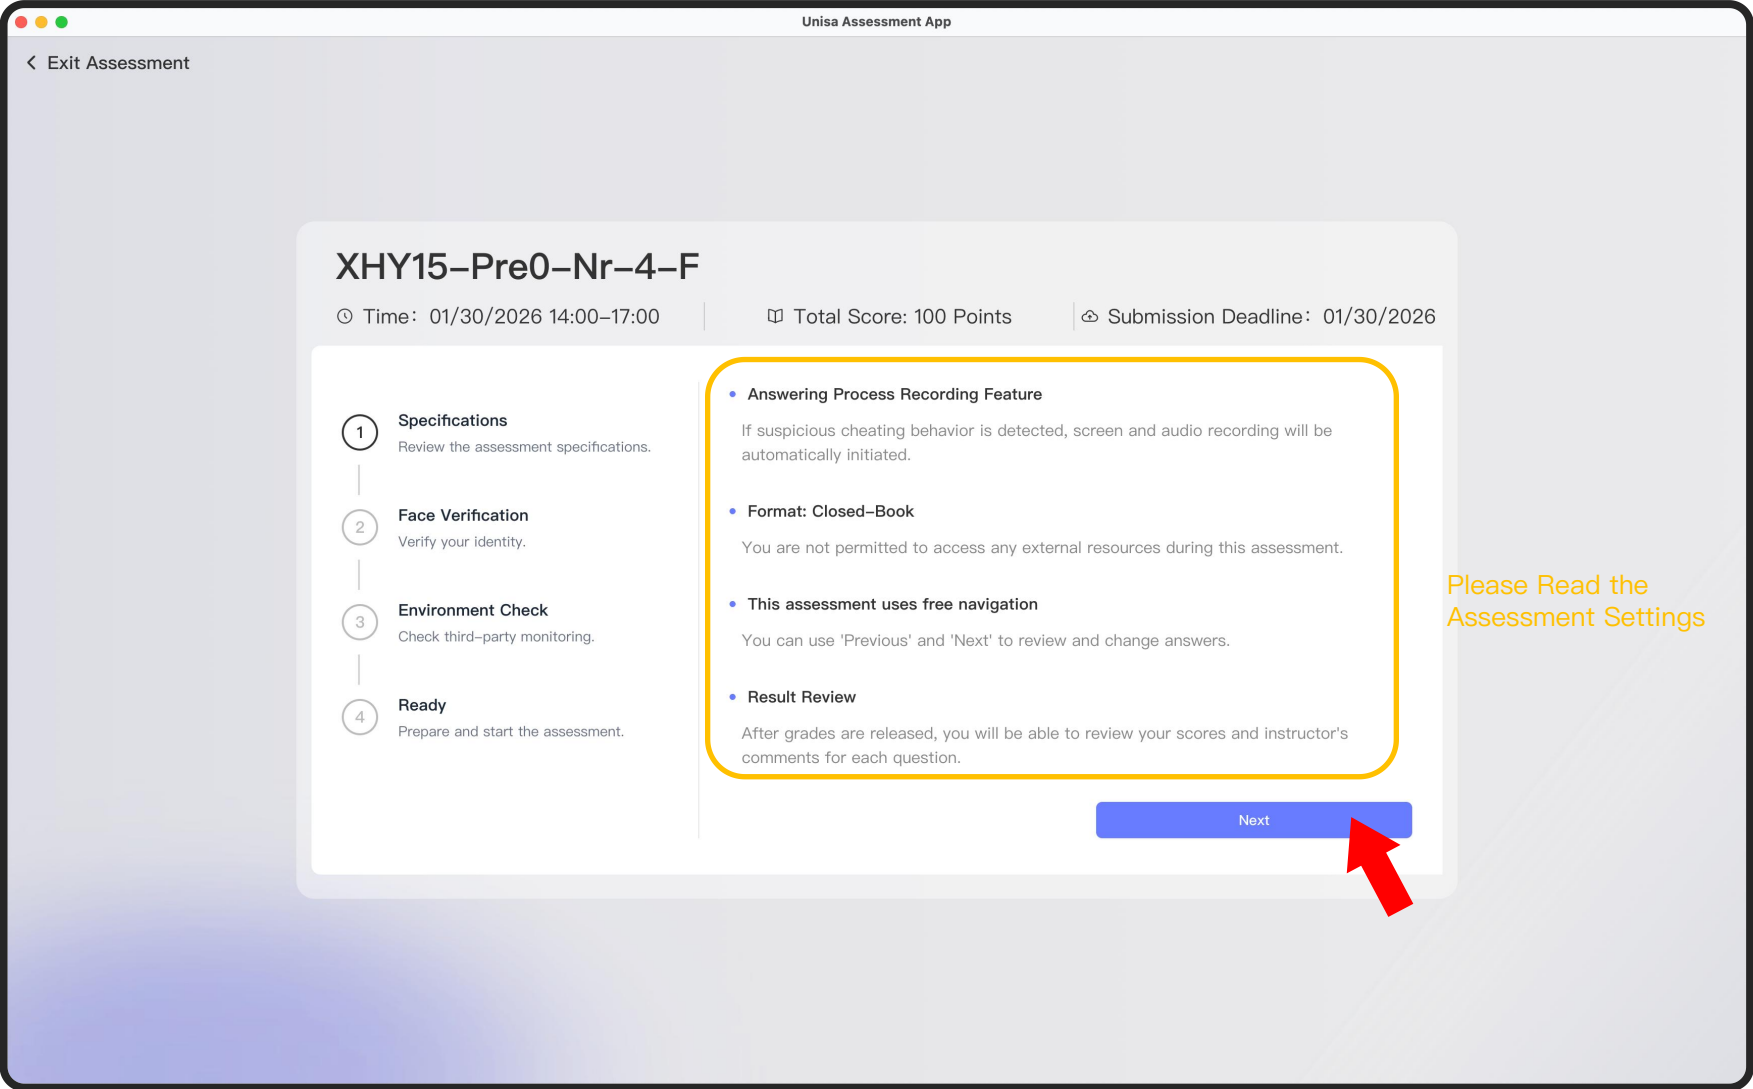 Unisa Assessment App
Exit Assessment
XHY15-Pre0-Nr-4-F
Time: 01/30/2026 14:00-17:00
Total Score: 100 Points
Submission Deadline: 01/30/2026
1
Specifications
Review the assessment specifications.
2
Face Verification
Verify your identity.
3
Environment Check
Check third-party monitoring.
4
Ready
Prepare and start the assessment.
• Answering Process Recording Feature
If suspicious cheating behavior is detected, screen and audio recording will be
automatically initiated.
• Format: Closed-Book
You are not permitted to access any external resources during this assessment.
• This assessment uses free navigation
You can use 'Previous' and 'Next' to review and change answers.
• Result Review
After grades are released, you will be able to review your scores and instructor's
comments for each question.
Next
Please Read the
Assessment Settings